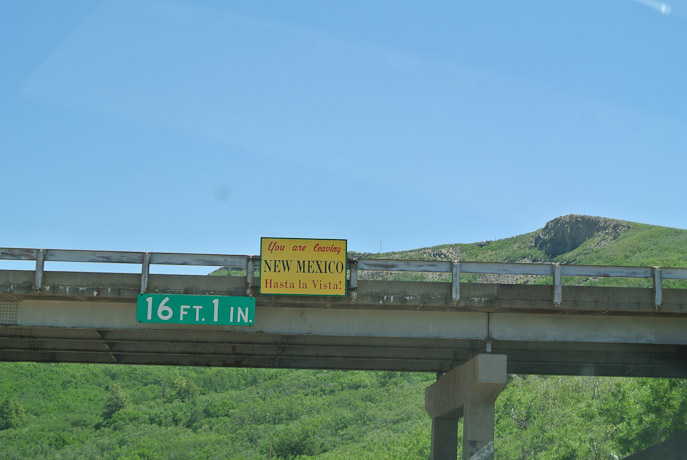 You are leaving
NEW MEXICO
Hasta la Vista!
16 FT. 1 IN.